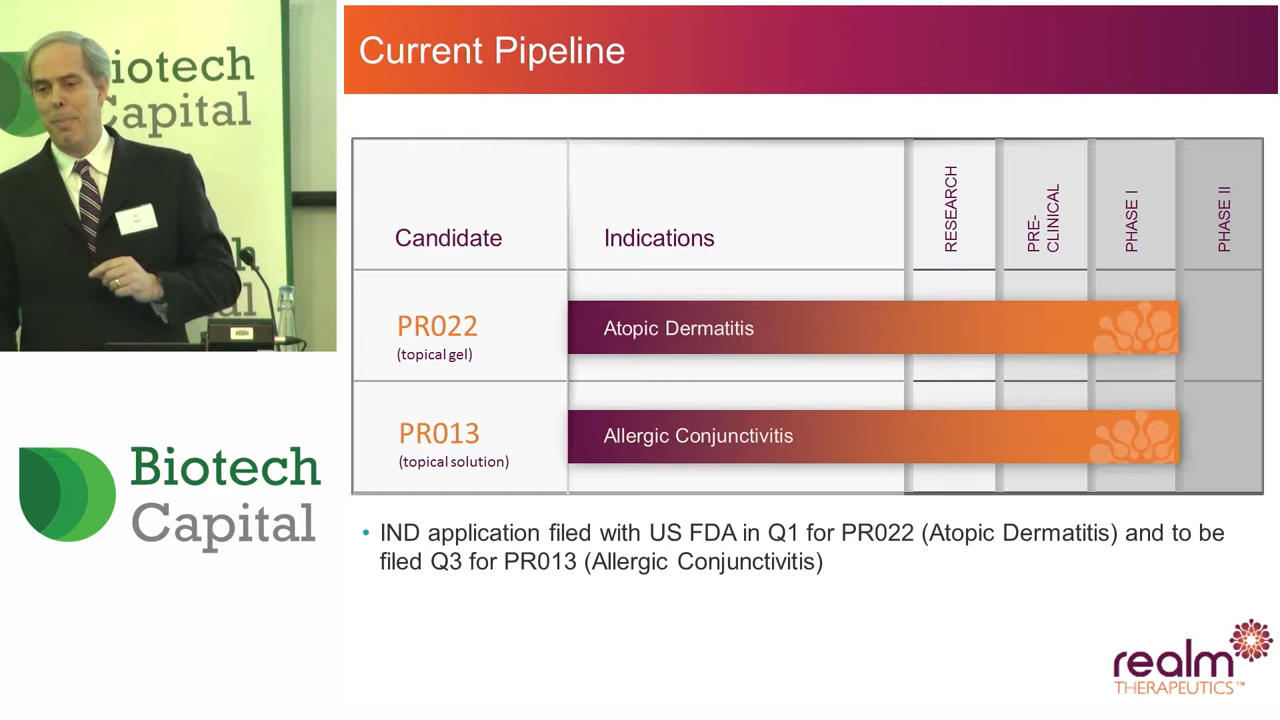 Biotech
Capital
Current Pipeline
Candidate
Indications
RESEARCH
PRE-
CLINICAL
PHASE I
PHASE II
PR022
(topical gel)
Atopic Dermatitis
PR013
(topical solution)
Allergic Conjunctivitis
Biotech
Capital
• IND application filed with US FDA in Q1 for PR022 (Atopic Dermatitis) and to be
filed Q3 for PR013 (Allergic Conjunctivitis)
realm
THERAPEUTICS™